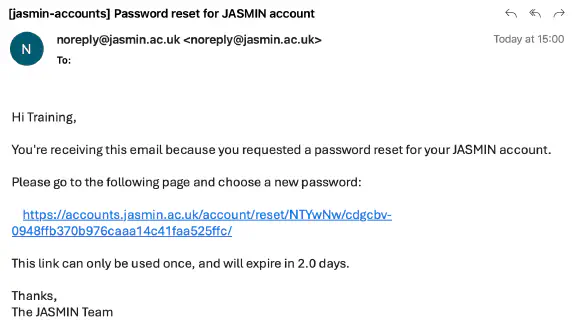 [jasmin-accounts] Password reset for JASMIN account
N
noreply@jasmin.ac.uk <noreply@jasmin.ac.uk>
Today at 15:00
To:
Hi Training,
You're receiving this email because you requested a password reset for your JASMIN account.
Please go to the following page and choose a new password:
https://accounts.jasmin.ac.uk/account/reset/NTYwNw/cdgcbv-
0948ffb370b976caaa14c41faa525ffc/
This link can only be used once, and will expire in 2.0 days.
Thanks,
The JASMIN Team